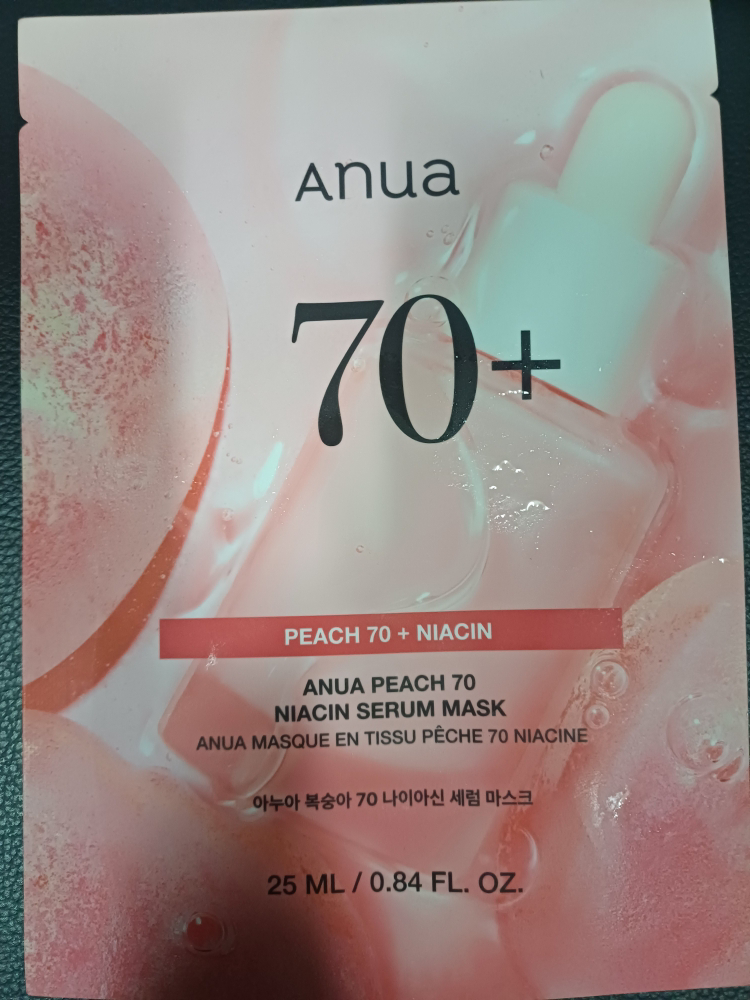 Anua
70+
PEACH 70 + NIACIN
ANUA PEACH 70
NIACIN SERUM MASK
ANUA MASQUE EN TISSU PÊCHE 70 NIACINE
아누아 복숭아 70 나이아신 세럼 마스크
25 ML / 0.84 FL. OZ.